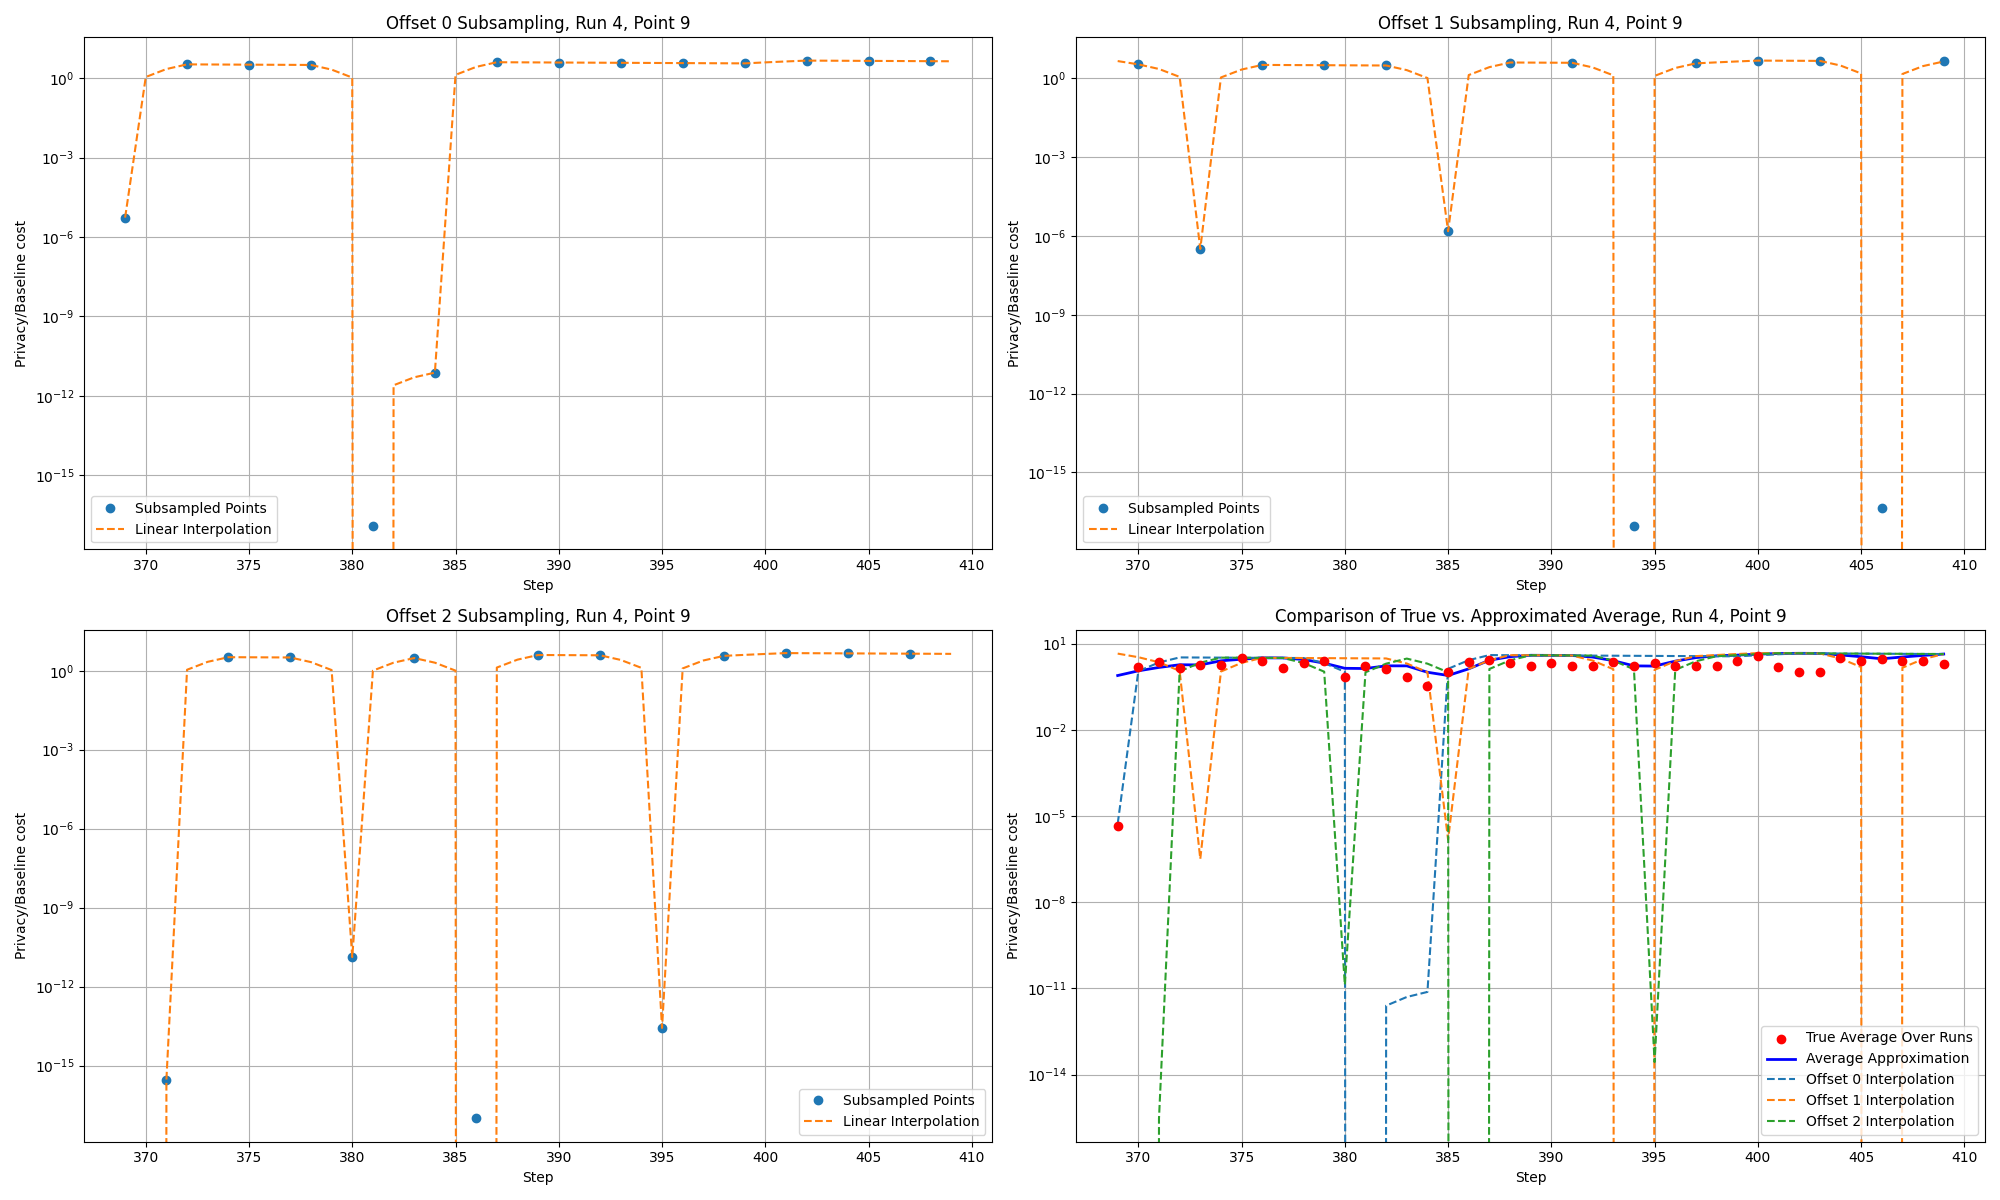 Offset 0 Subsampling, Run 4, Point 9
Privacy/Baseline cost
10^0
10^-3
10^-6
10^-9
10^-12
10^-15
Subsampled Points
Linear Interpolation
370 375 380 385 390 395 400 405 410
Step
Offset 1 Subsampling, Run 4, Point 9
Privacy/Baseline cost
10^0
10^-3
10^-6
10^-9
10^-12
10^-15
Subsampled Points
Linear Interpolation
370 375 380 385 390 395 400 405 410
Step
Offset 2 Subsampling, Run 4, Point 9
Privacy/Baseline cost
10^0
10^-3
10^-6
10^-9
10^-12
10^-15
Subsampled Points
Linear Interpolation
370 375 380 385 390 395 400 405 410
Step
Comparison of True vs. Approximated Average, Run 4, Point 9
Privacy/Baseline cost
10^1
10^-2
10^-5
10^-8
10^-11
10^-14
True Average Over Runs
Average Approximation
Offset 0 Interpolation
Offset 1 Interpolation
Offset 2 Interpolation
370 375 380 385 390 395 400 405 410
Step